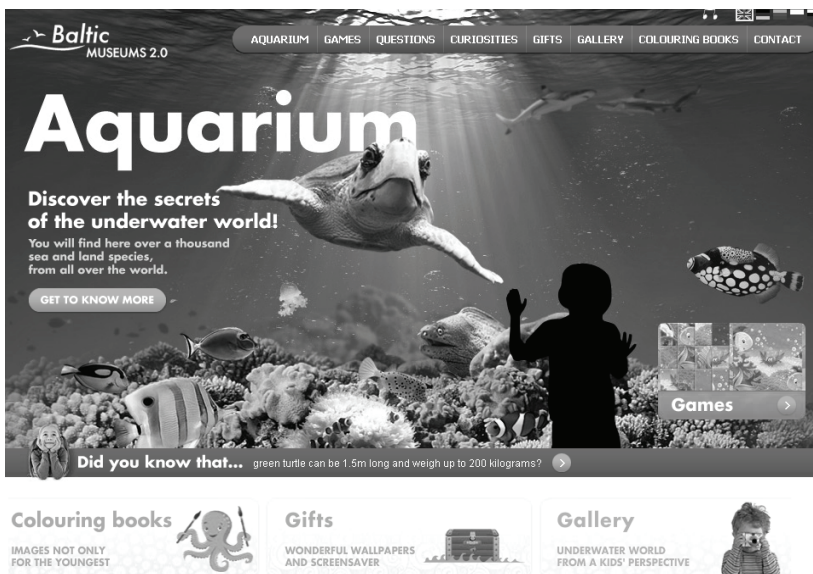 Baltic
MUSEUMS 2.0
AQUARIUM GAMES QUESTIONS CURIOSITIES GIFTS GALLERY COLOURING BOOKS CONTACT
Aquarium
Discover the secrets
of the underwater world!
You will find here over a thousand
sea and land species,
from all over the world.
GET TO KNOW MORE
Games
Did you know that... green turtle can be 1.5m long and weigh up to 200 kilograms?
Colouring books
IMAGES NOT ONLY
FOR THE YOUNGEST
Gifts
WONDERFUL WALLPAPERS
AND SCREENSAVER
Gallery
UNDERWATER WORLD
FROM A KIDS' PERSPECTIVE